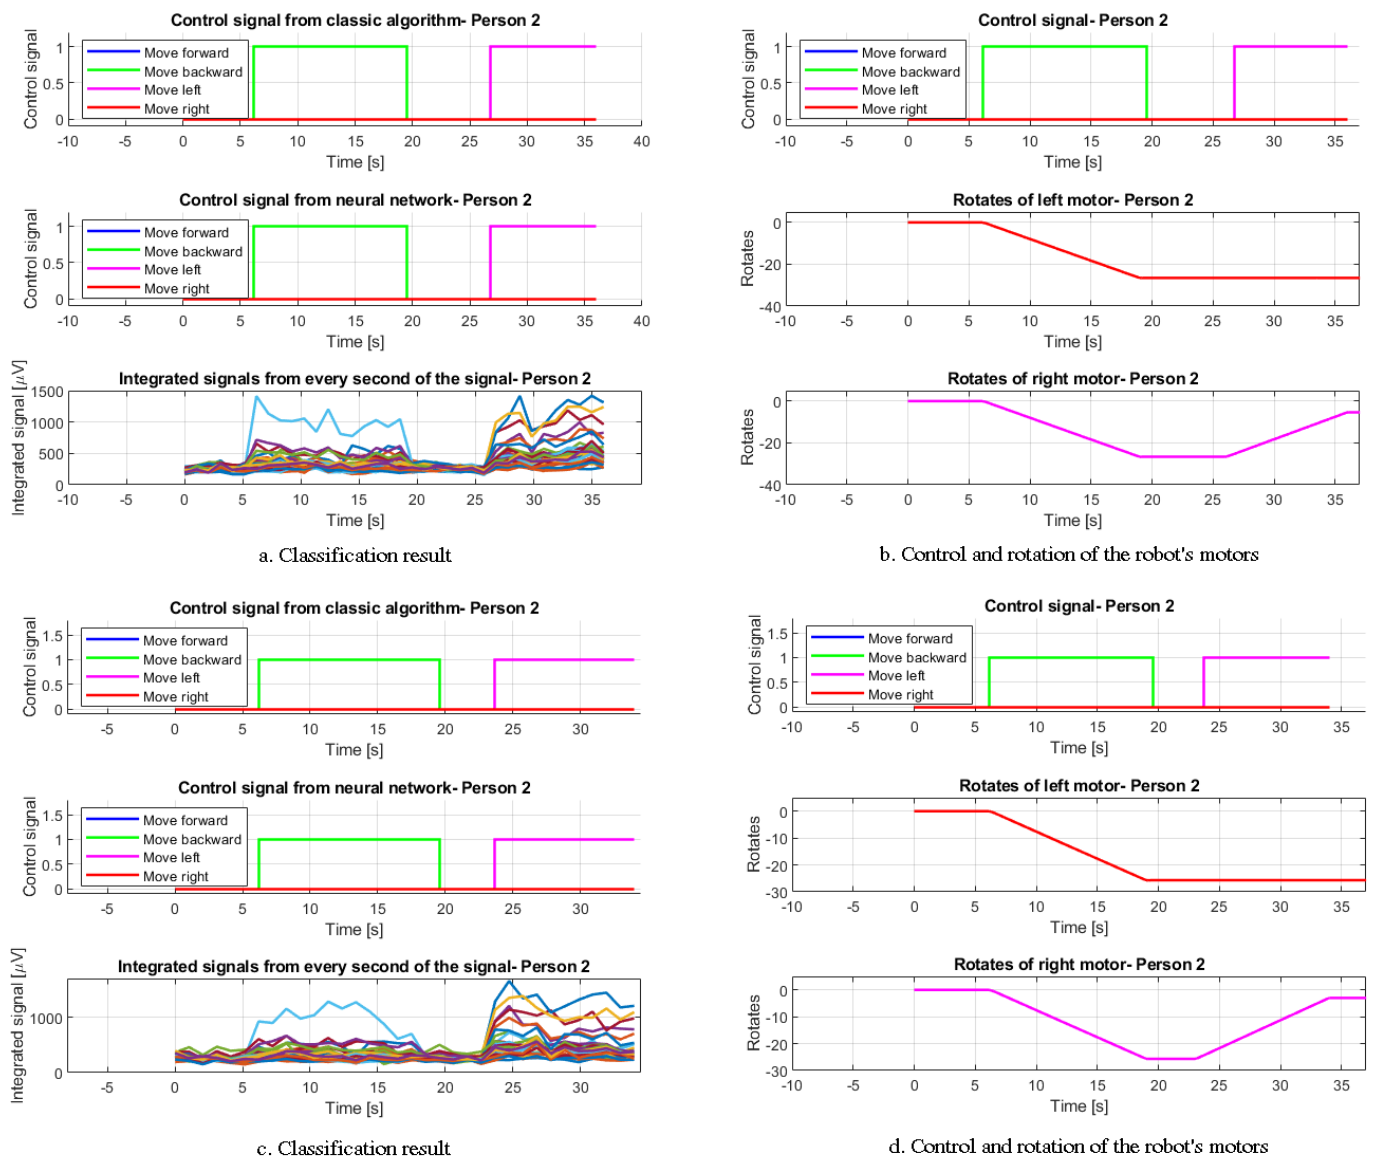 Control signal from classic algorithm- Person 2
Control signal
1
0.5
0
Move forward
Move backward
Move left
Move right
-10 -5 0 5 10 15 20 25 30 35 40
Time [s]
Control signal from neural network- Person 2
Control signal
1
0.5
0
Move forward
Move backward
Move left
Move right
-10 -5 0 5 10 15 20 25 30 35 40
Time [s]
Integrated signals from every second of the signal- Person 2
Integrated signal [μV]
1500
1000
500
0
-10 -5 0 5 10 15 20 25 30 35
Time [s]
a. Classification result
Control signal- Person 2
Control signal
1
0.5
0
Move forward
Move backward
Move left
Move right
-10 -5 0 5 10 15 20 25 30 35
Time [s]
Rotates of left motor- Person 2
Rotates
0
-20
-40
-10 -5 0 5 10 15 20 25 30 35
Time [s]
Rotates of right motor- Person 2
Rotates
0
-20
-40
-10 -5 0 5 10 15 20 25 30 35
Time [s]
b. Control and rotation of the robot's motors
Control signal from classic algorithm- Person 2
Control signal
1.5
1
0.5
0
Move forward
Move backward
Move left
Move right
-5 0 5 10 15 20 25 30
Time [s]
Control signal from neural network- Person 2
Control signal
1.5
1
0.5
0
Move forward
Move backward
Move left
Move right
-5 0 5 10 15 20 25 30
Time [s]
Integrated signals from every second of the signal- Person 2
Integrated signal [μV]
1000
0
-5 0 5 10 15 20 25 30
Time [s]
c. Classification result
Control signal- Person 2
Control signal
1.5
1
0.5
0
Move forward
Move backward
Move left
Move right
-10 -5 0 5 10 15 20 25 30 35
Time [s]
Rotates of left motor- Person 2
Rotates
0
-10
-20
-30
-10 -5 0 5 10 15 20 25 30 35
Time [s]
Rotates of right motor- Person 2
Rotates
0
-10
-20
-30
-10 -5 0 5 10 15 20 25 30 35
Time [s]
d. Control and rotation of the robot's motors